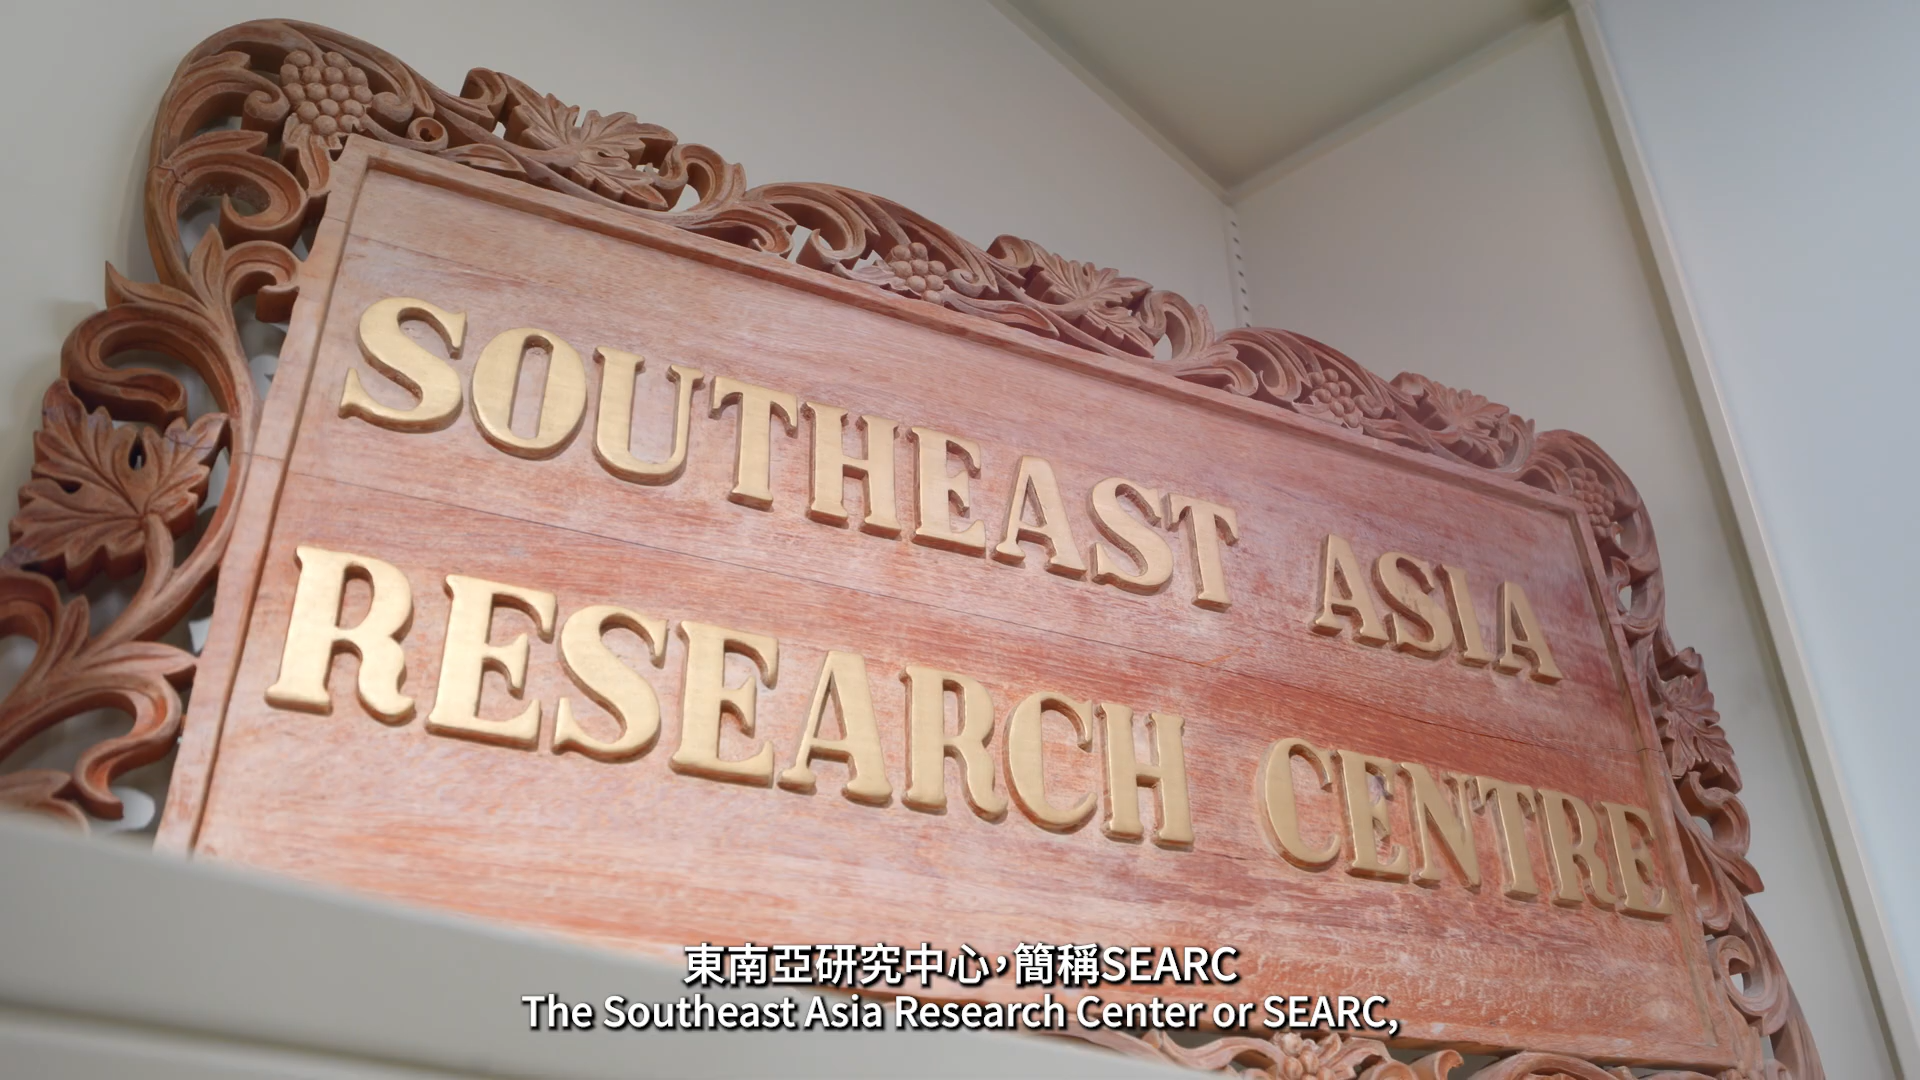 SOUTHEAST ASIA
RESEARCH CENTRE
東南亞研究中心，簡稱SEARC
The Southeast Asia Research Center or SEARC,